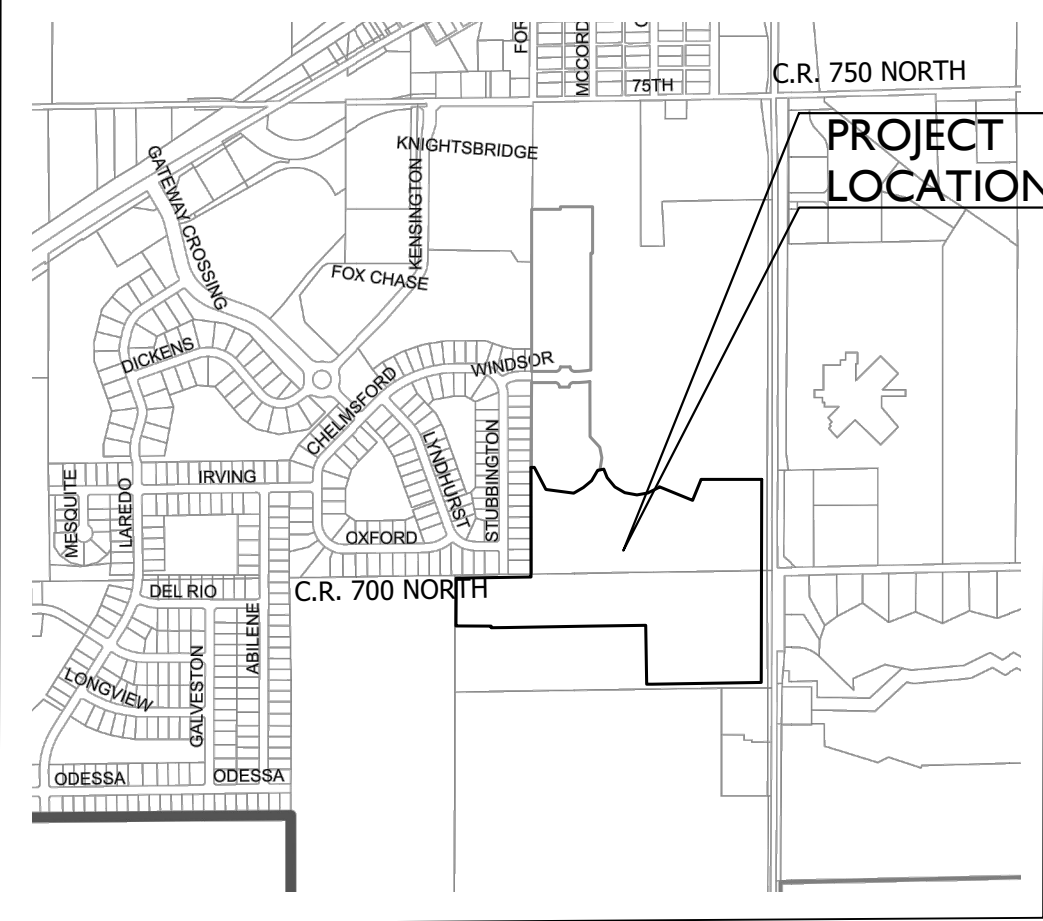 FOR
MCCORD
75TH
C.R. 750 NORTH
PROJECT
LOCATION
KNIGHTSBRIDGE
GATEWAY CROSSING
KENSINGTON
FOX CHASE
DICKENS
WINDSOR
CHELMSFORD
LYNDHURST
STUBBINGTON
IRVING
MESQUITE
LAREDO
OXFORD
DEL RIO
C.R. 700 NORTH
ABILENE
LONGVIEW
GALVESTON
ODESSA
ODESSA